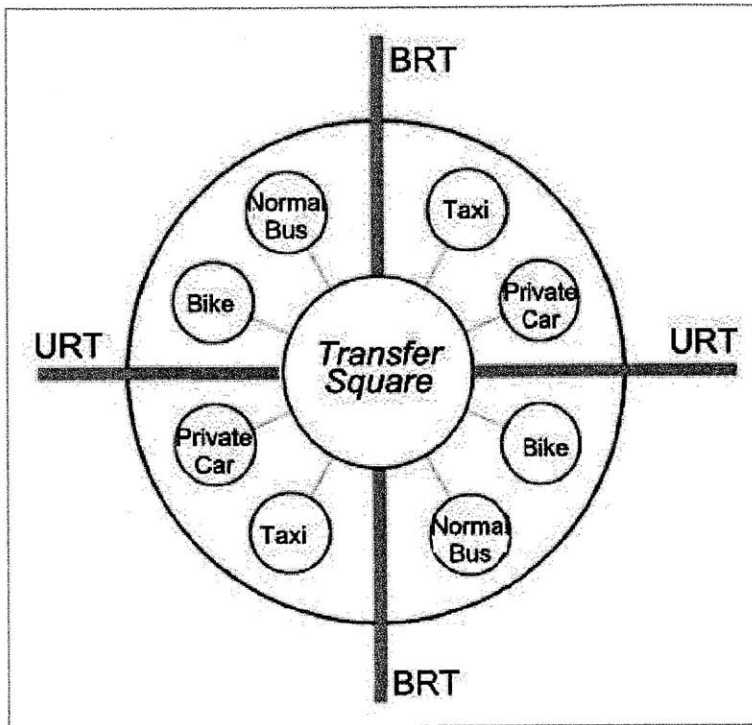 BRT
Normal
Bus
Taxi
Bike
Private
Car
URT
Transfer
Square
URT
Private
Car
Bike
Taxi
Normal
Bus
BRT